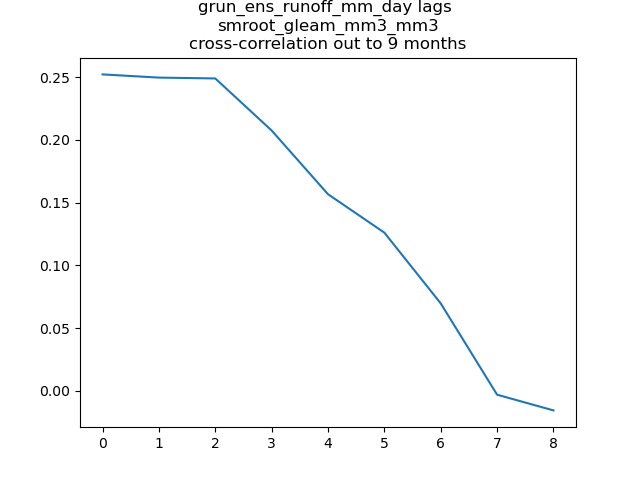 grun_ens_runoff_mm_day lags
smroot_gleam_mm3_mm3
cross-correlation out to 9 months
0.25
0.20
0.15
0.10
0.05
0.00
0 1 2 3 4 5 6 7 8